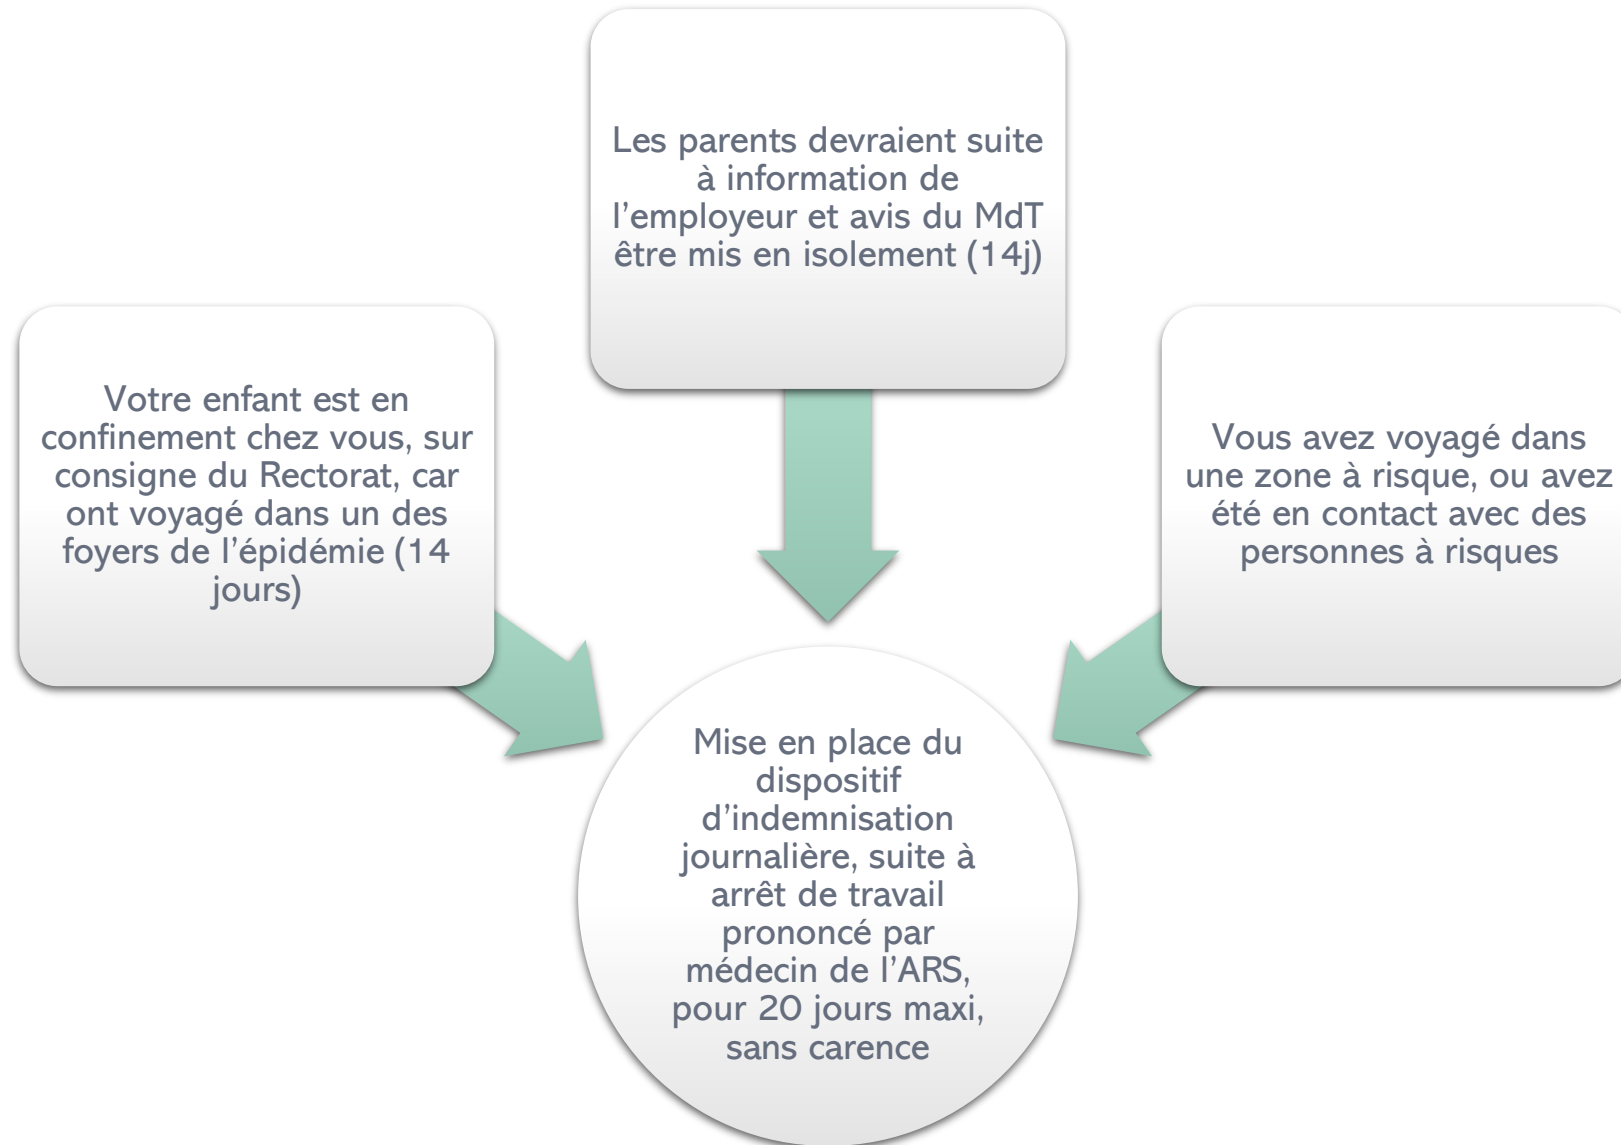 Les parents devraient suite
à information de
l'employeur et avis du MdT
être mis en isolement (14j)
Votre enfant est en
confinement chez vous, sur
consigne du Rectorat, car
ont voyagé dans un des
foyers de l'épidémie (14
jours)
Vous avez voyagé dans
une zone à risque, ou avez
été en contact avec des
personnes à risques
Mise en place du
dispositif
d'indemnisation
journalière, suite à
arrêt de travail
prononcé par
médecin de l'ARS,
pour 20 jours maxi,
sans carence